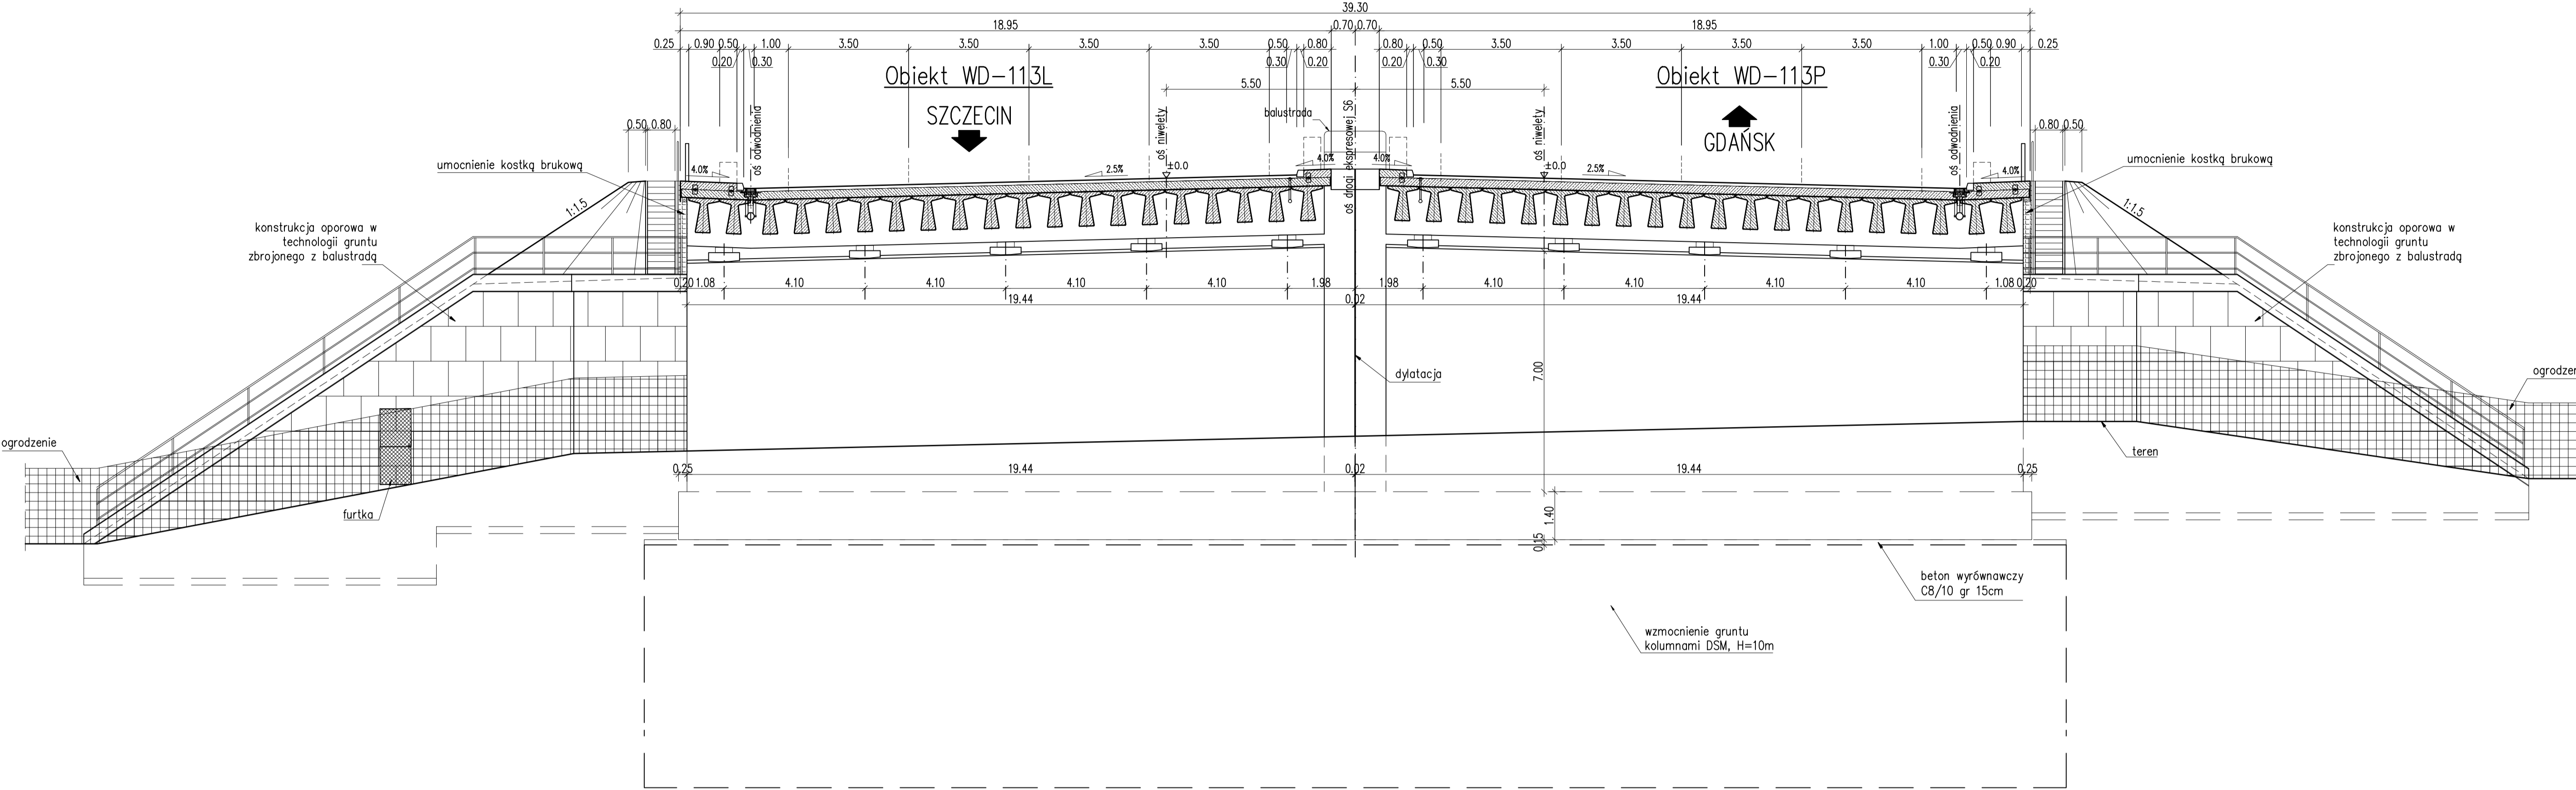 39.30
18.95 0.70 0.70 18.95
0.25 0.90 0.50 1.00 3.50 3.50 3.50 3.50 0.50 0.80 0.80 0.50 3.50 3.50 3.50 3.50 1.00 0.50 0.90 0.25
0.20 0.30 0.30 0.20 0.20 0.30 0.30 0.20
Obiekt WD-113L
Obiekt WD-113P
5.50 5.50
SZCZECIN
GDAŃSK
balustrada
oś odwodnienia
oś niwelety
oś drogi ekspresowej S6
oś niwelety
oś odwodnienia
0.50 0.80
0.80 0.50
umocnienie kostką brukową
umocnienie kostką brukową
4.0% 2.5% ±0.0 4.0% 4.0% ±0.0 2.5% 4.0%
1:1.5
1:1.5
konstrukcja oporowa w
technologii gruntu
zbrojonego z balustradą
konstrukcja oporowa w
technologii gruntu
zbrojonego z balustradą
0.20 1.08 4.10 4.10 4.10 4.10 1.98 1.98 4.10 4.10 4.10 4.10 1.08 0.20
19.44 0.02 19.44
7.00
dylatacja
ogrodzenie
ogrodzen
teren
0.25 19.44 0.02 19.44 0.25
furtka
1.40
0.15
beton wyrównawczy
C8/10 gr 15cm
wzmocnienie gruntu
kolumnami DSM, H=10m